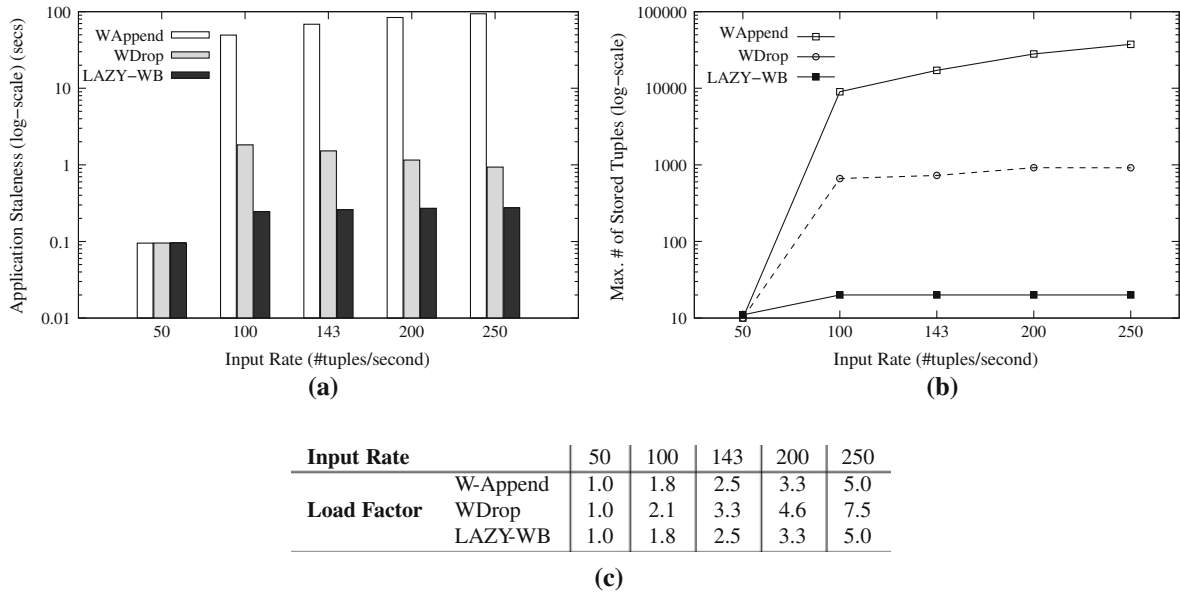 Application Staleness (log−scale) (secs)
100
10
1
0.1
0.01
WAppend
WDrop
LAZY−WB
50 100 143 200 250
Input Rate (#tuples/second)
(a)
Max. # of Stored Tuples (log−scale)
100000
10000
1000
100
10
WAppend
WDrop
LAZY−WB
50 100 143 200 250
Input Rate (#tuples/second)
(b)
Input Rate 50 100 143 200 250
W-Append 1.0 1.8 2.5 3.3 5.0
Load Factor WDrop 1.0 2.1 3.3 4.6 7.5
LAZY-WB 1.0 1.8 2.5 3.3 5.0
(c)